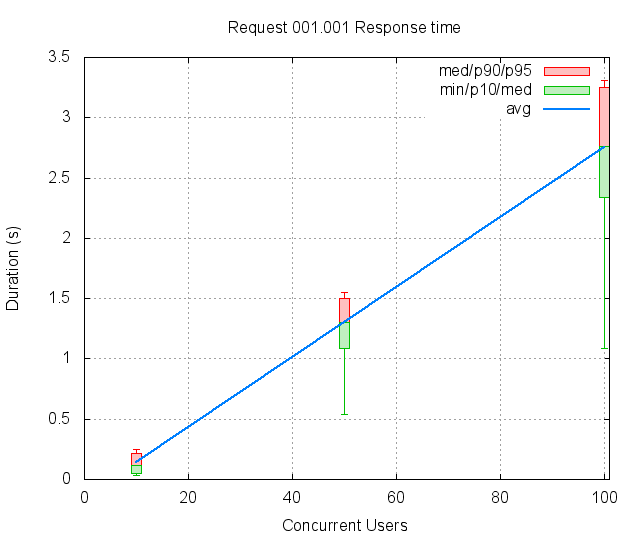 Request 001.001 Response time
3.5
3
2.5
2
1.5
1
0.5
0
med/p90/p95
min/p10/med
avg
Duration (s)
0 20 40 60 80 100
Concurrent Users